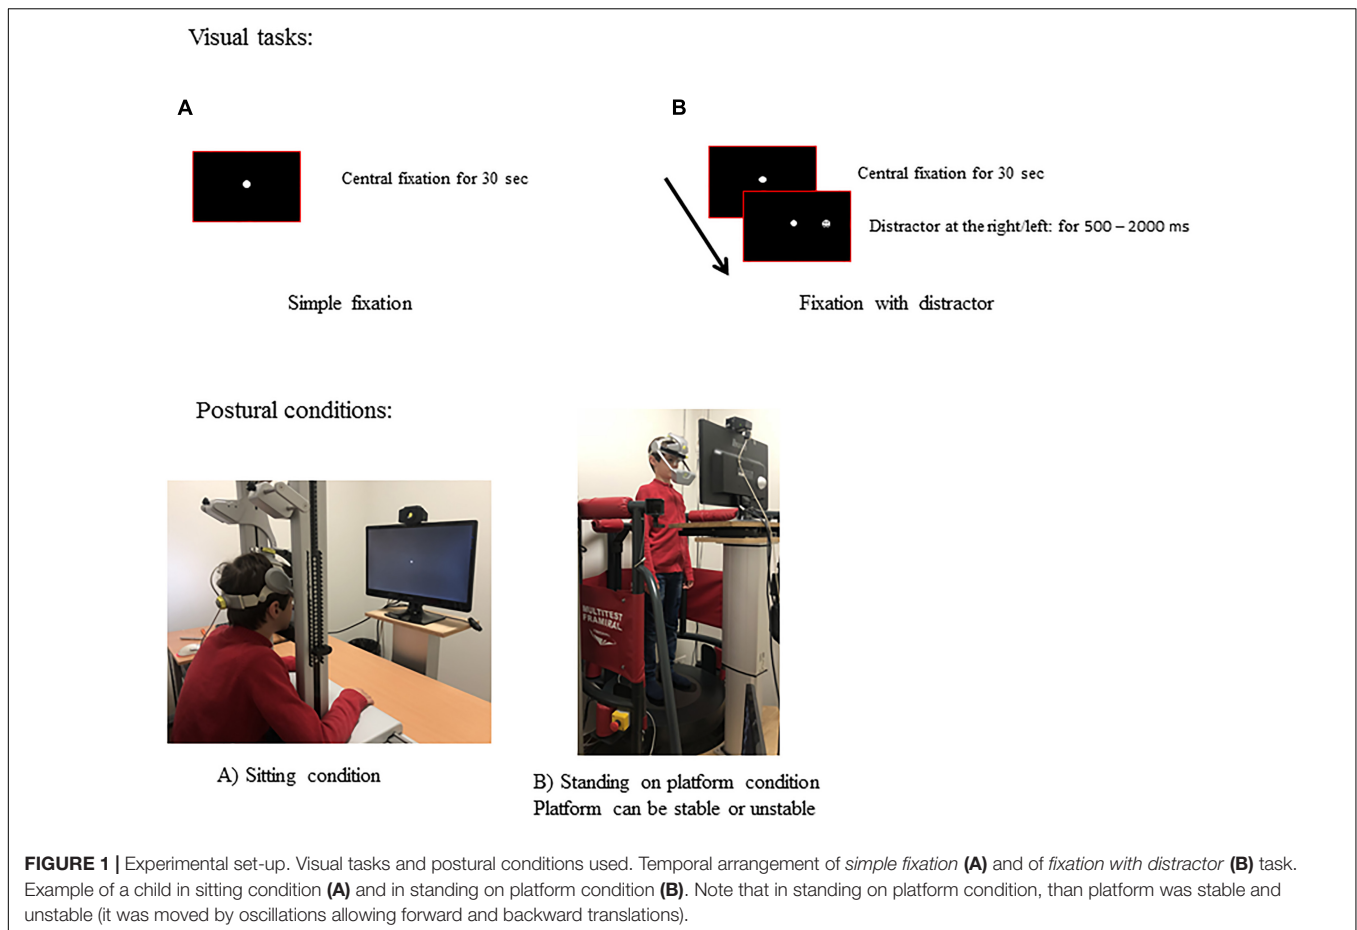 Visual tasks:
A
B
Central fixation for 30 sec
Central fixation for 30 sec
Distractor at the right/left: for 500 – 2000 ms
Simple fixation
Fixation with distractor
Postural conditions:
MULTITEST
FRAMIRAL
A) Sitting condition
B) Standing on platform condition
Platform can be stable or unstable
FIGURE 1 | Experimental set-up. Visual tasks and postural conditions used. Temporal arrangement of simple fixation (A) and of fixation with distractor (B) task.
Example of a child in sitting condition (A) and in standing on platform condition (B). Note that in standing on platform condition, than platform was stable and
unstable (it was moved by oscillations allowing forward and backward translations).